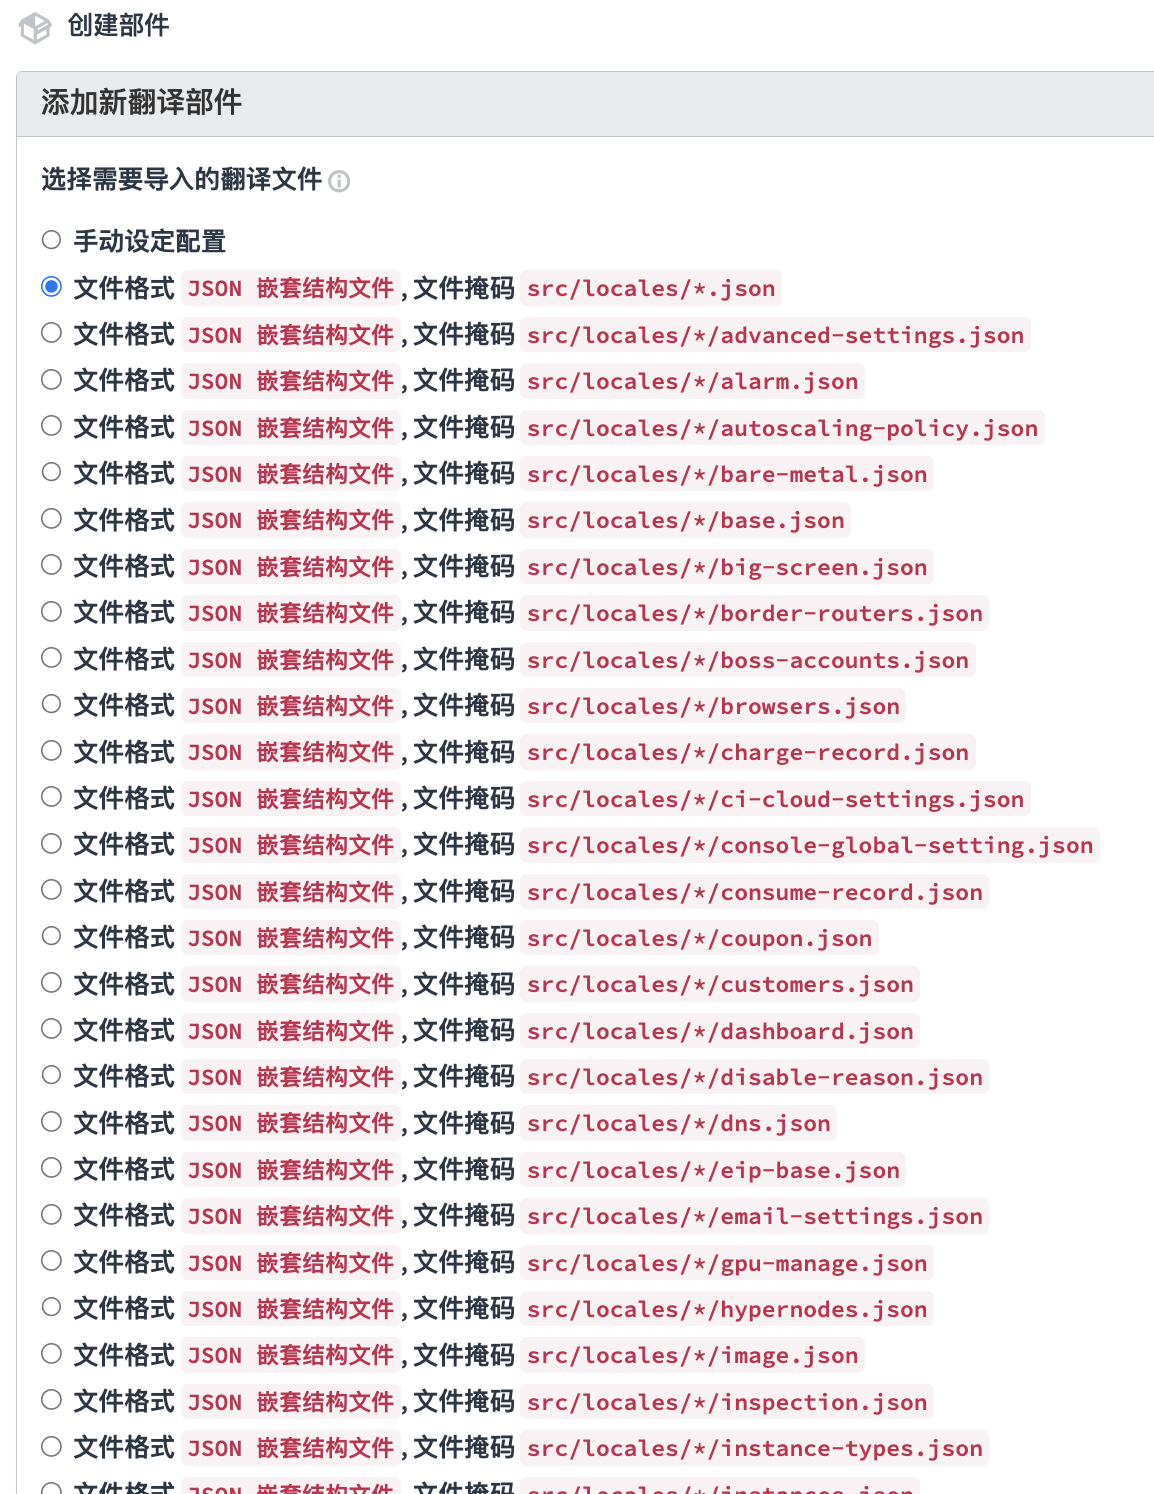 创建部件
添加新翻译部件
选择需要导入的翻译文件
手动设定配置
文件格式 JSON 嵌套结构文件, 文件掩码 src/locales/*.json
文件格式 JSON 嵌套结构文件, 文件掩码 src/locales/*/advanced-settings.json
文件格式 JSON 嵌套结构文件, 文件掩码 src/locales/*/alarm.json
文件格式 JSON 嵌套结构文件, 文件掩码 src/locales/*/autoscaling-policy.json
文件格式 JSON 嵌套结构文件, 文件掩码 src/locales/*/bare-metal.json
文件格式 JSON 嵌套结构文件, 文件掩码 src/locales/*/base.json
文件格式 JSON 嵌套结构文件, 文件掩码 src/locales/*/big-screen.json
文件格式 JSON 嵌套结构文件, 文件掩码 src/locales/*/border-routers.json
文件格式 JSON 嵌套结构文件, 文件掩码 src/locales/*/boss-accounts.json
文件格式 JSON 嵌套结构文件, 文件掩码 src/locales/*/browsers.json
文件格式 JSON 嵌套结构文件, 文件掩码 src/locales/*/charge-record.json
文件格式 JSON 嵌套结构文件, 文件掩码 src/locales/*/ci-cloud-settings.json
文件格式 JSON 嵌套结构文件, 文件掩码 src/locales/*/console-global-setting.json
文件格式 JSON 嵌套结构文件, 文件掩码 src/locales/*/consume-record.json
文件格式 JSON 嵌套结构文件, 文件掩码 src/locales/*/coupon.json
文件格式 JSON 嵌套结构文件, 文件掩码 src/locales/*/customers.json
文件格式 JSON 嵌套结构文件, 文件掩码 src/locales/*/dashboard.json
文件格式 JSON 嵌套结构文件, 文件掩码 src/locales/*/disable-reason.json
文件格式 JSON 嵌套结构文件, 文件掩码 src/locales/*/dns.json
文件格式 JSON 嵌套结构文件, 文件掩码 src/locales/*/eip-base.json
文件格式 JSON 嵌套结构文件, 文件掩码 src/locales/*/email-settings.json
文件格式 JSON 嵌套结构文件, 文件掩码 src/locales/*/gpu-manage.json
文件格式 JSON 嵌套结构文件, 文件掩码 src/locales/*/hypernodes.json
文件格式 JSON 嵌套结构文件, 文件掩码 src/locales/*/image.json
文件格式 JSON 嵌套结构文件, 文件掩码 src/locales/*/inspection.json
文件格式 JSON 嵌套结构文件, 文件掩码 src/locales/*/instance-types.json
文件格式 JSON 嵌套结构文件, 文件掩码 src/locales/*/instances.json